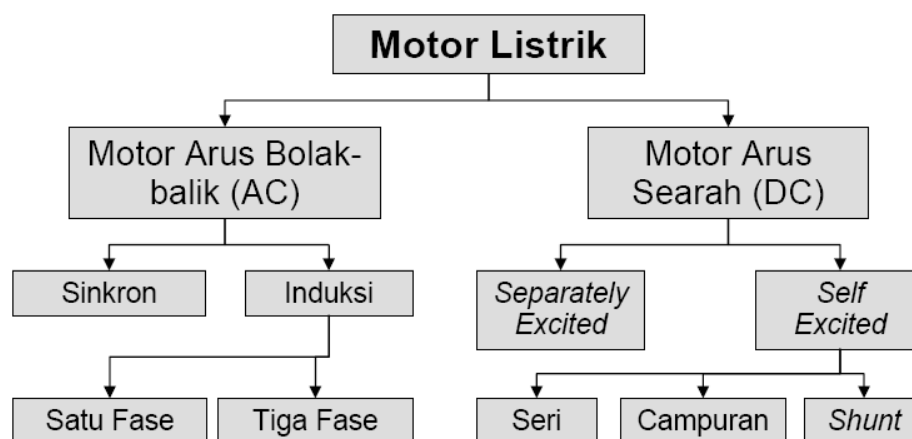 Motor Listrik
Motor Arus Bolak-
balik (AC)
Motor Arus
Searah (DC)
Sinkron
Induksi
Separately
Excited
Self
Excited
Satu Fase
Tiga Fase
Seri
Campuran
Shunt